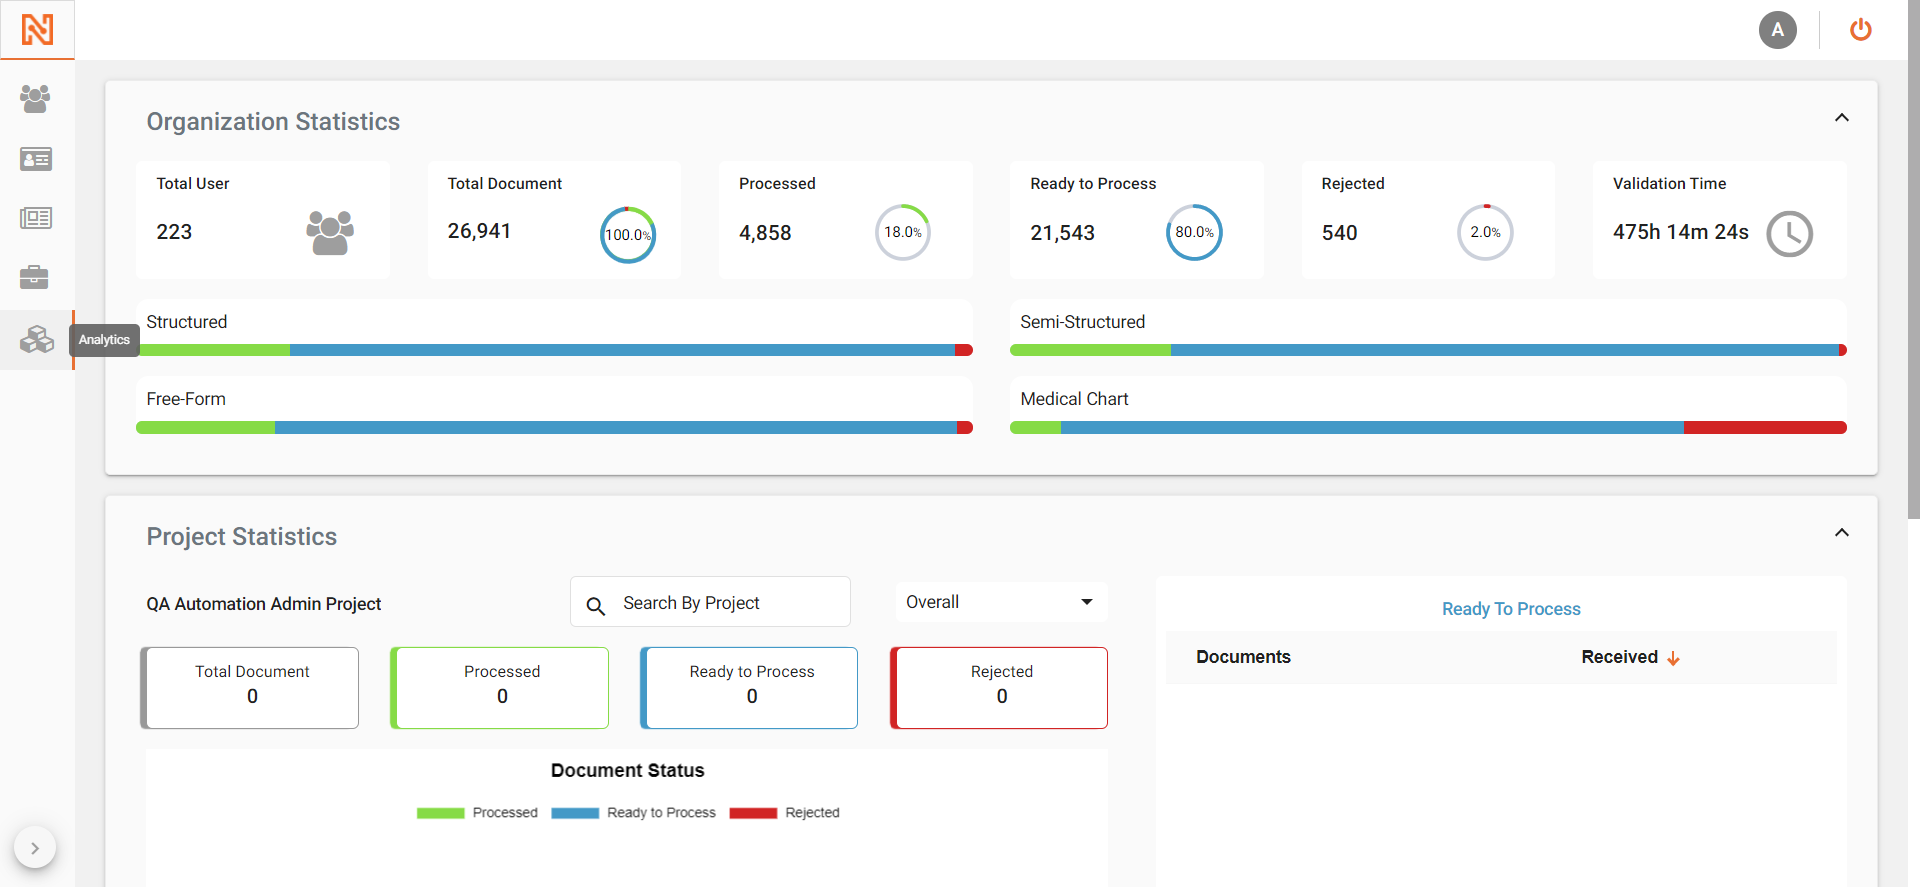 A
Organization Statistics
Total User
223
Total Document
26,941
100.0%
Processed
4,858
18.0%
Ready to Process
21,543
80.0%
Rejected
540
2.0%
Validation Time
475h 14m 24s
Structured
Semi-Structured
Analytics
Free-Form
Medical Chart
Project Statistics
QA Automation Admin Project
Search By Project
Overall
Ready To Process
Documents
Received
Total Document
0
Processed
0
Ready to Process
0
Rejected
0
Document Status
Processed
Ready to Process
Rejected